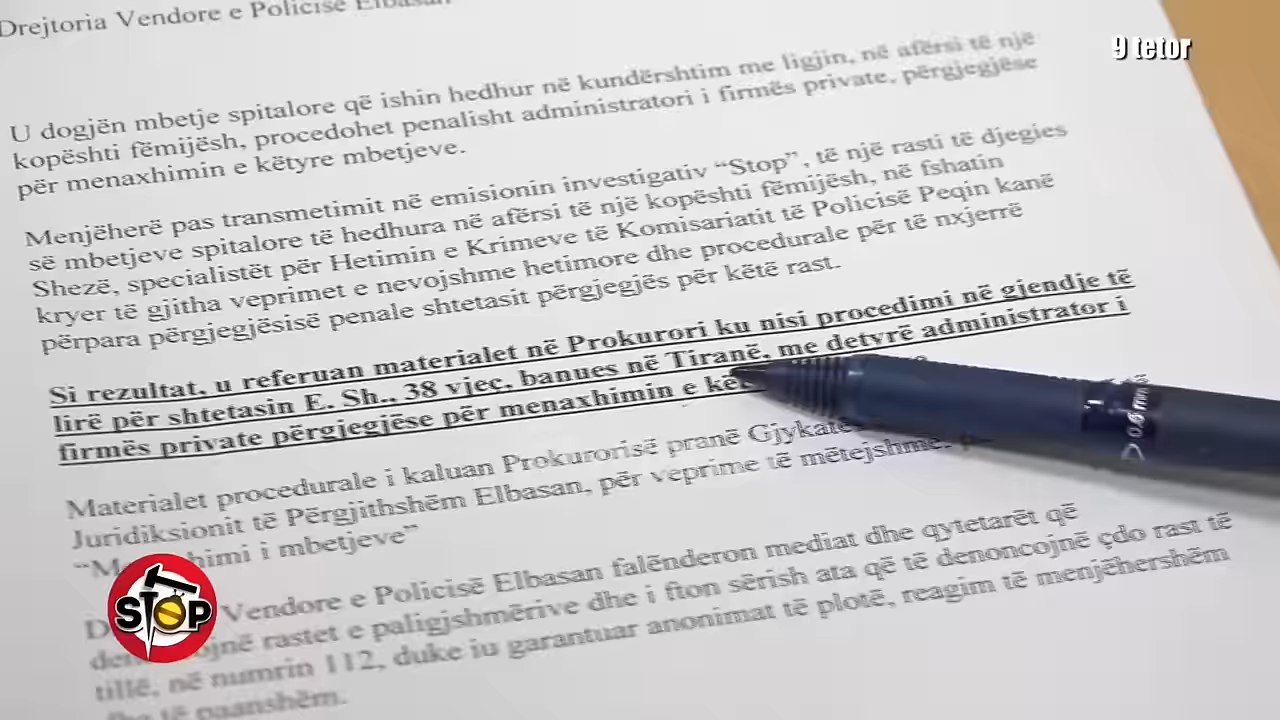 Drejtoria Vendore e Policisë Elbasan
9 tetor
U dogjën mbetje spitalore që ishin hedhur në kundërshtim me ligjin, në afërsi të një
kopështi fëmijësh, procedohet penalisht administratori i firmës private, përgjegjëse
për menaxhimin e këtyre mbetjeve.
Menjëherë pas transmetimit në emisionin investigativ “Stop”, të një rasti të djegies
së mbetjeve spitalore të hedhura në afërsi të një kopështi fëmijësh, në fshatin
Shezë, specialistët për Hetimin e Krimeve të Komisariatit të Policisë Peqin kanë
kryer të gjitha veprimet e nevojshme hetimore dhe procedurale për të nxjerrë
përpara përgjegjësisë penale shtetasit përgjegjës për këtë rast.
Si rezultat, u referuan materialet në Prokurori ku nisi procedimi në gjendje të
lirë për shtetasin E. Sh., 38 vjeç, banues në Tiranë, me detyrë administrator i
firmës private përgjegjëse për menaxhimin e
Materialet procedurale i kaluan Prokurorisë pranë
Juridiksionit të Përgjithshëm Elbasan, për veprime të mëtejshme
i mbetjeve”
Vendore e Policisë Elbasan falënderon mediat dhe qytetarët që
rastet e paligjshmërive dhe i fton sërish ata që të denoncojnë çdo rast të
tillë, në numrin 112, duke iu garantuar anonimat të plotë, reagim të menjëhershëm
dhe të paanshëm.
STOP